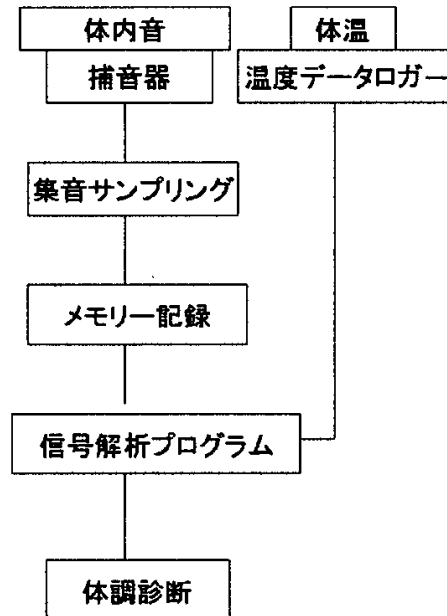 体内音
捕音器
体温
温度データロガー
集音サンプリング
メモリー記録
信号解析プログラム
体調診断